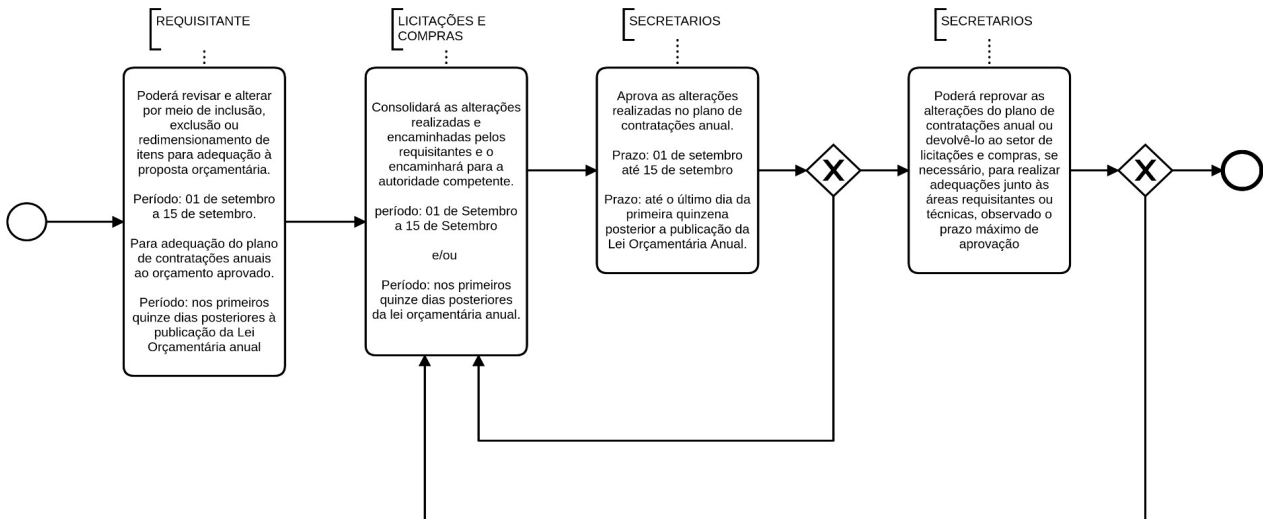 REQUISITANTE
Poderá revisar e alterar
por meio de inclusão,
exclusão ou
redimensionamento de
itens para adequação à
proposta orçamentária.
Período: 01 de setembro
a 15 de setembro.
Para adequação do plano
de contratações anuais
ao orçamento aprovado.
Período: nos primeiros
quinze dias posteriores à
publicação da Lei
Orçamentária anual
LICITAÇÕES E
COMPRAS
Consolidará as alterações
realizadas e
encaminhadas pelos
requisitantes e o
encaminhará para a
autoridade competente.
período: 01 de Setembro
a 15 de Setembro
e/ou
Período: nos primeiros
quinze dias posteriores
da lei orçamentária anual.
SECRETARIOS
Aprova as alterações
realizadas no plano de
contratações anual.
Prazo: 01 de setembro
até 15 de setembro
Prazo: até o último dia da
primeira quinzena
posterior a publicação da
Lei Orçamentária Anual.
X
SECRETARIOS
Poderá reprovar as
alterações do plano de
contratações anual ou
devolvê-lo ao setor de
licitações e compras, se
necessário, para realizar
adequações junto às
áreas requisitantes ou
técnicas, observado o
prazo máximo de
aprovação
X